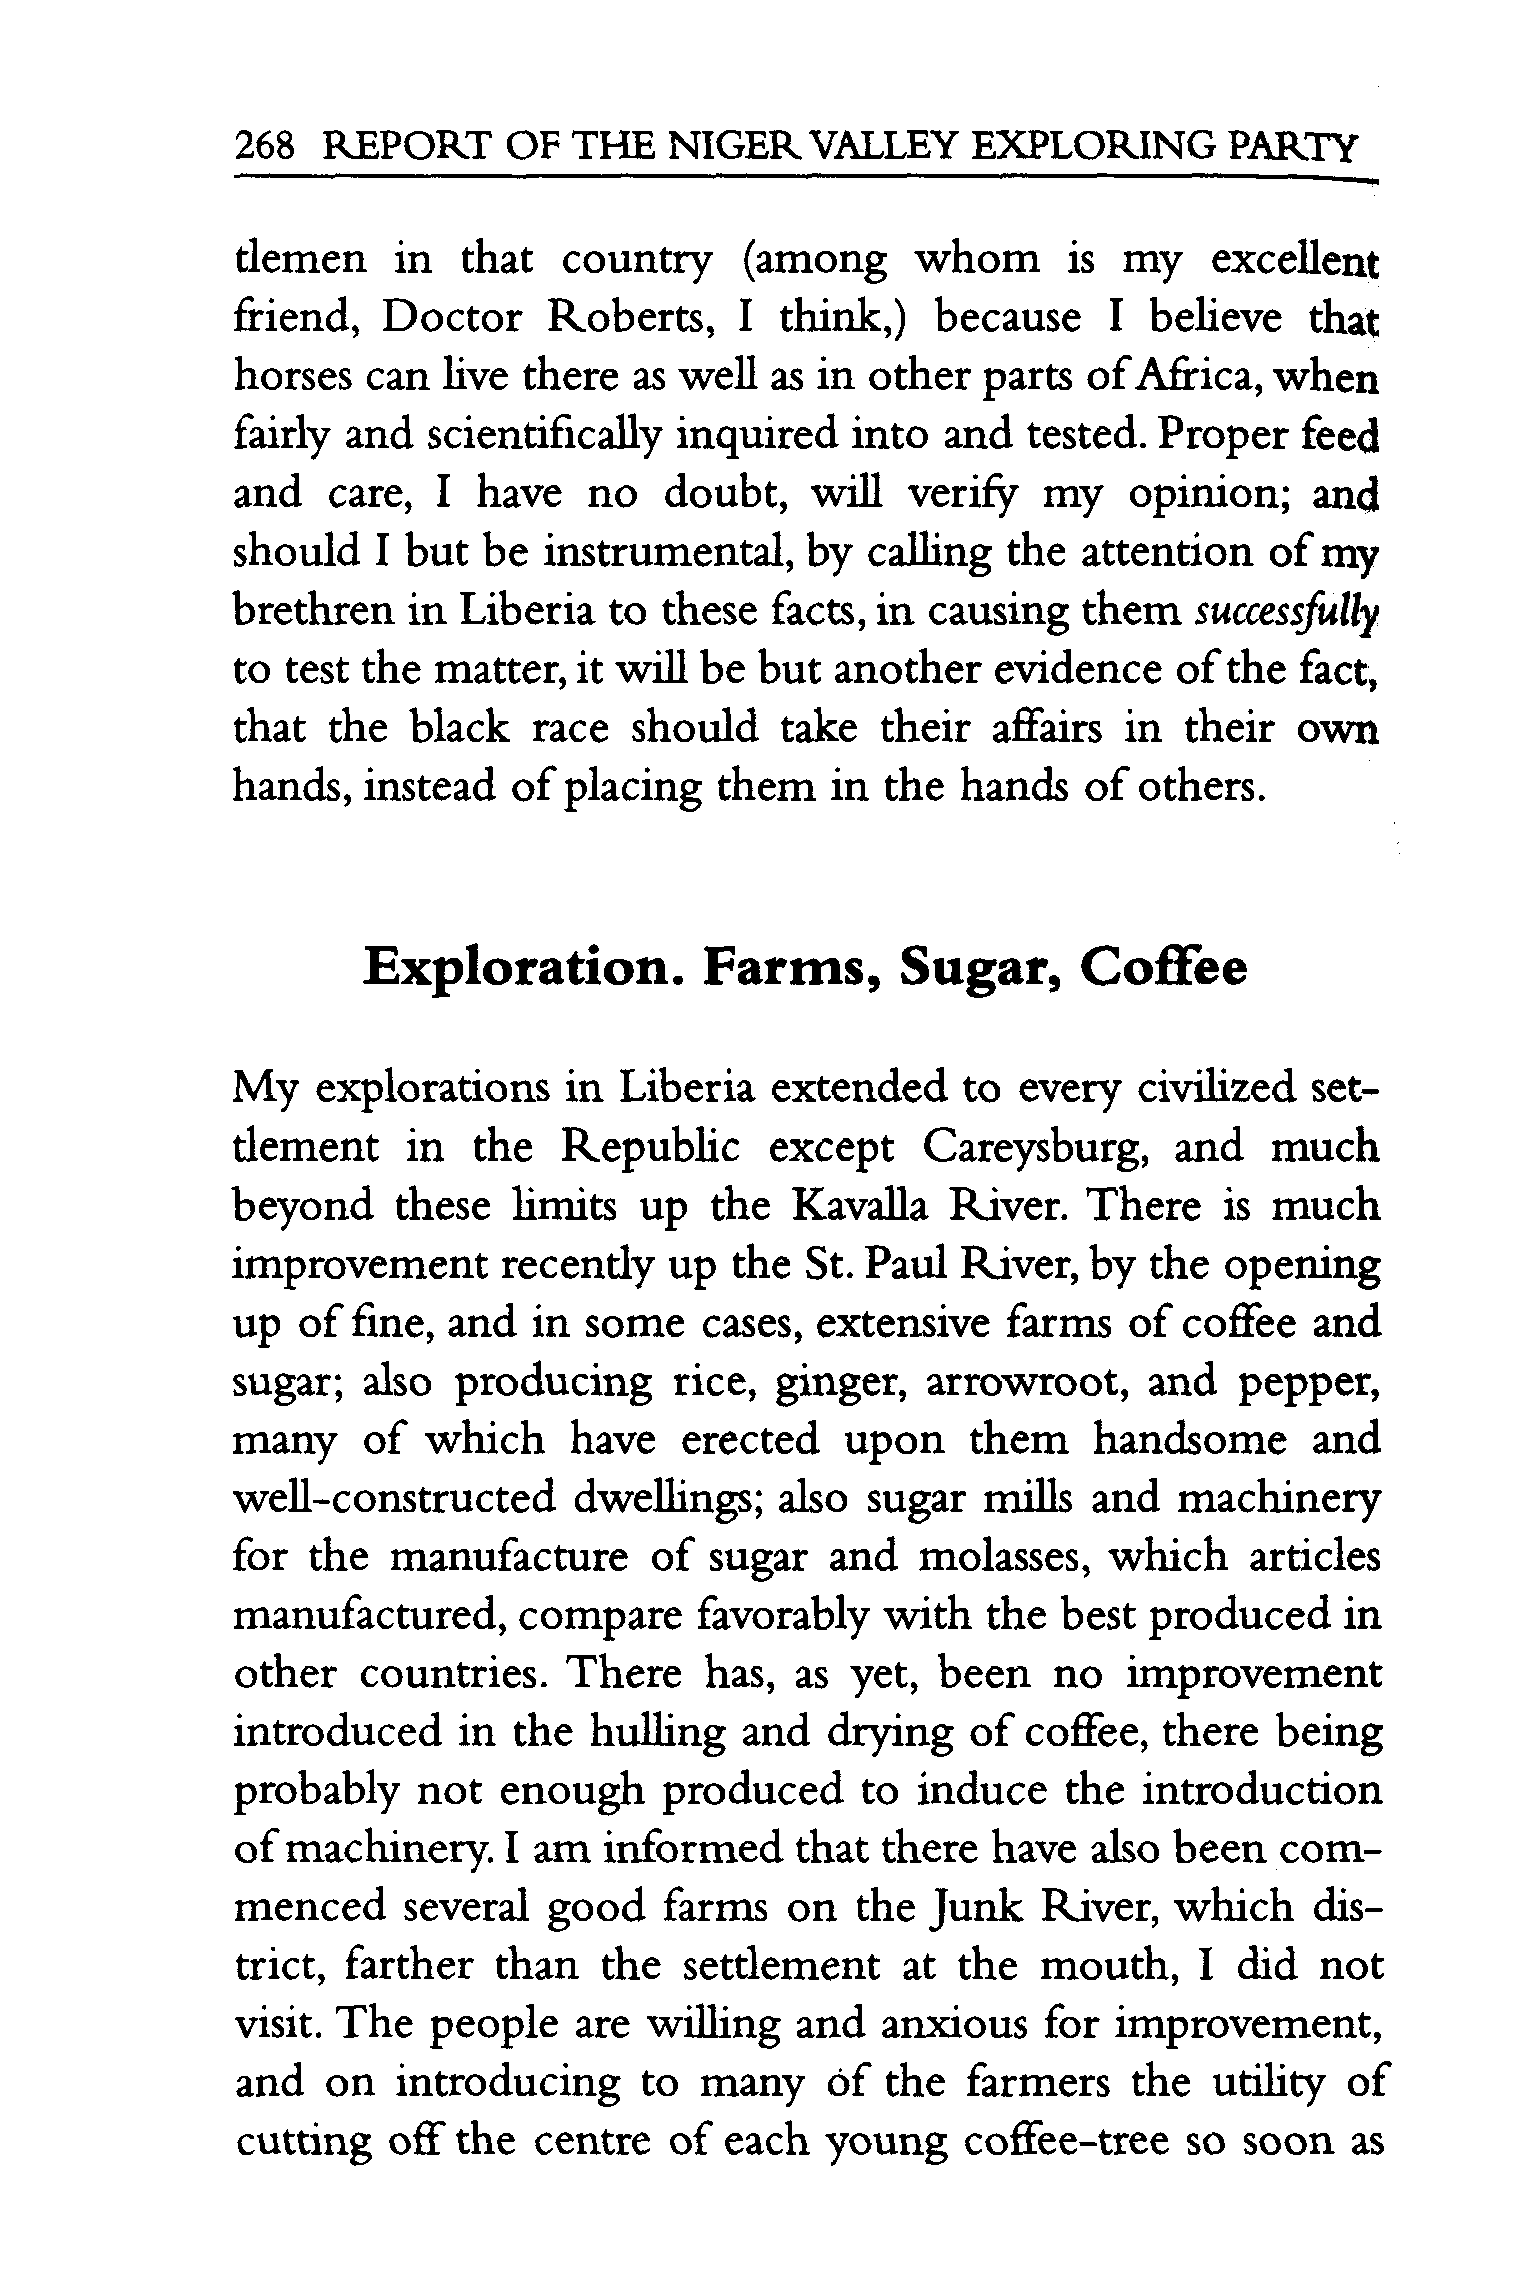 268 REPORT OF THE NIGER VALLEY EXPLORING PARTY
tlemen in that country (among whom is my excellent
friend, Doctor Roberts, I think,) because I believe that
horses can live there as well as in other parts of Africa, when
fairly and scientifically inquired into and tested. Proper feed
and care, I have no doubt, will verify my opinion; and
should I but be instrumental, by calling the attention of my
brethren in Liberia to these facts, in causing them successfully
to test the matter, it will be but another evidence of the fact,
that the black race should take their affairs in their own
hands, instead of placing them in the hands of others.
Exploration. Farms, Sugar, Coffee
My explorations in Liberia extended to every civilized set-
tlement in the Republic except Careysburg, and much
beyond these limits up the Kavalla River. There is much
improvement recently up the St. Paul River, by the opening
up of fine, and in some cases, extensive farms of coffee and
sugar; also producing rice, ginger, arrowroot, and pepper,
many of which have erected upon them handsome and
well-constructed dwellings; also sugar mills and machinery
for the manufacture of sugar and molasses, which articles
manufactured, compare favorably with the best produced in
other countries. There has, as yet, been no improvement
introduced in the hulling and drying of coffee, there being
probably not enough produced to induce the introduction
of machinery. I am informed that there have also been com-
menced several good farms on the Junk River, which dis-
trict, farther than the settlement at the mouth, I did not
visit. The people are willing and anxious for improvement,
and on introducing to many of the farmers the utility of
cutting off the centre of each young coffee-tree so soon as